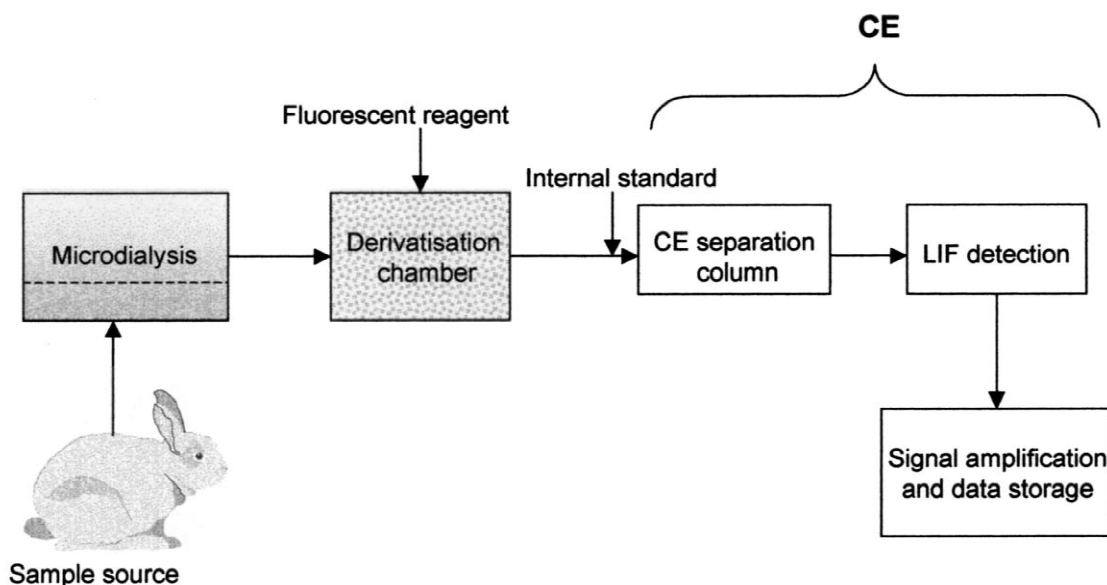 CE
Fluorescent reagent
Internal standard
Microdialysis
Derivatisation
chamber
CE separation
column
LIF detection
Signal amplification
and data storage
Sample source